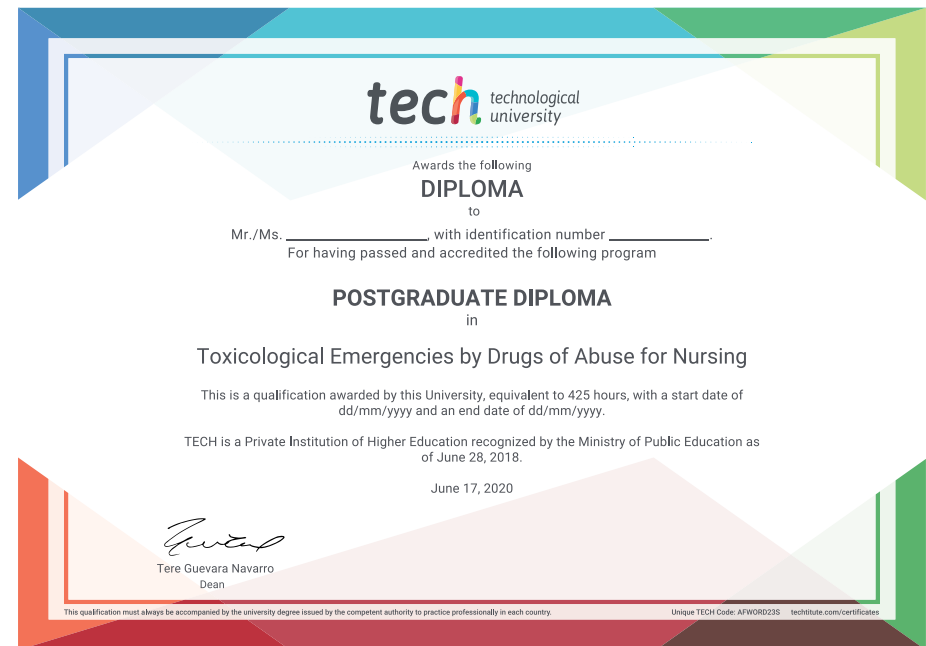 tech technological
university
Awards the following
DIPLOMA
to
Mr./Ms. ____________, with identification number ____________.
For having passed and accredited the following program
POSTGRADUATE DIPLOMA
in
Toxicological Emergencies by Drugs of Abuse for Nursing
This is a qualification awarded by this University, equivalent to 425 hours, with a start date of
dd/mm/yyyy and an end date of dd/mm/yyyy.
TECH is a Private Institution of Higher Education recognized by the Ministry of Public Education as
of June 28, 2018.
June 17, 2020
Tere Guevara Navarro
Dean
This qualification must always be accompanied by the university degree issued by the competent authority to practice professionally in each country.
Unique TECH Code: AFWORD23S techtitute.com/certificates